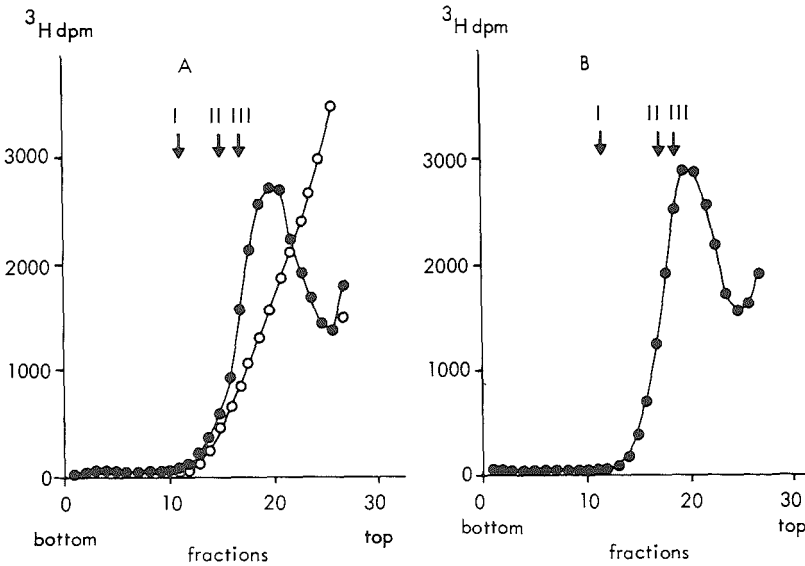 ³H dpm
A
I II III
3000
2000
1000
0
0 10 20 30
bottom top
fractions
³H dpm
B
I II III
3000
2000
1000
0
0 10 20 30
bottom top
fractions